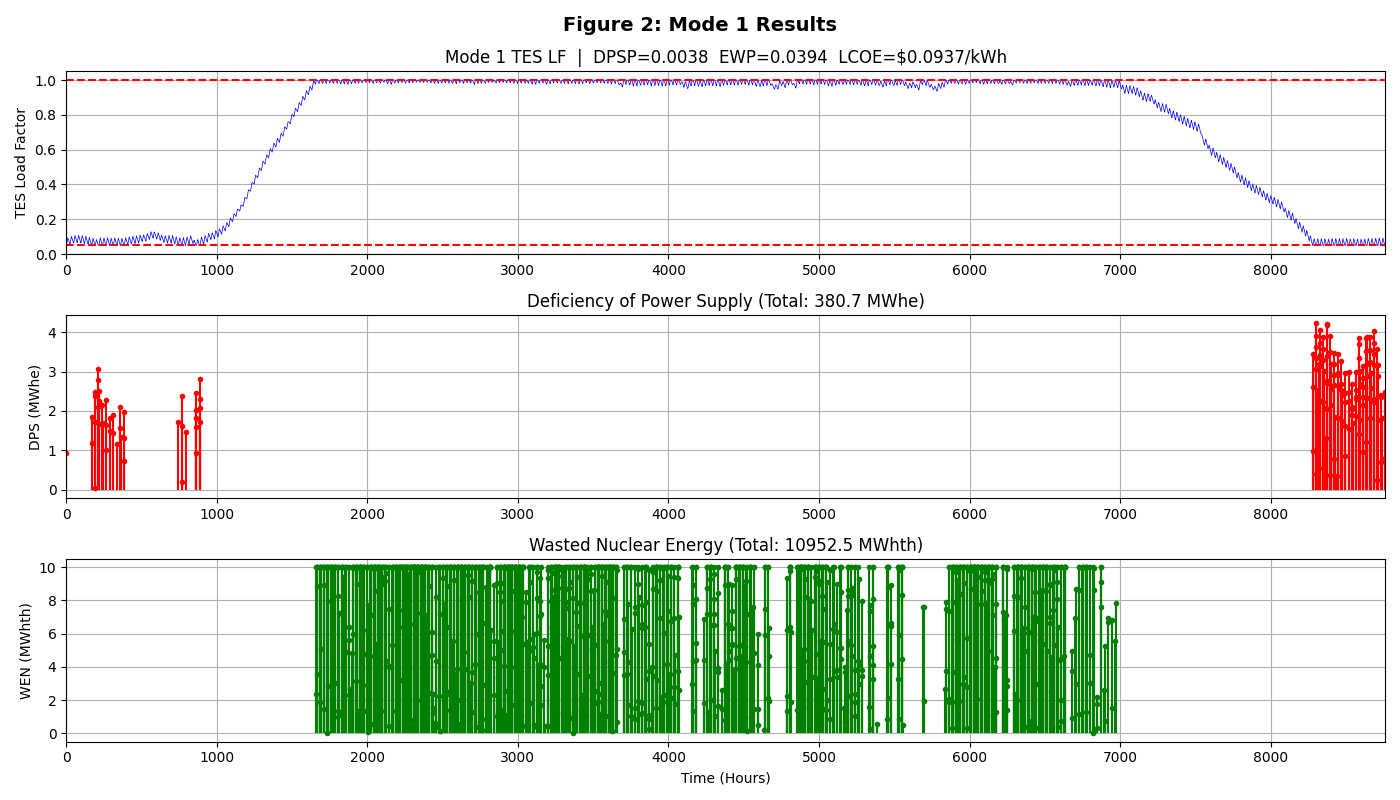 Figure 2: Mode 1 Results
Mode 1 TES LF | DPSP=0.0038 EWP=0.0394 LCOE=$0.0937/kWh
TES Load Factor
1.0
0.8
0.6
0.4
0.2
0.0
0 1000 2000 3000 4000 5000 6000 7000 8000
Deficiency of Power Supply (Total: 380.7 MWhe)
DPS (MWhe)
4
3
2
1
0
0 1000 2000 3000 4000 5000 6000 7000 8000
Wasted Nuclear Energy (Total: 10952.5 MWhth)
WEN (MWhth)
10
8
6
4
2
0
0 1000 2000 3000 4000 5000 6000 7000 8000
Time (Hours)